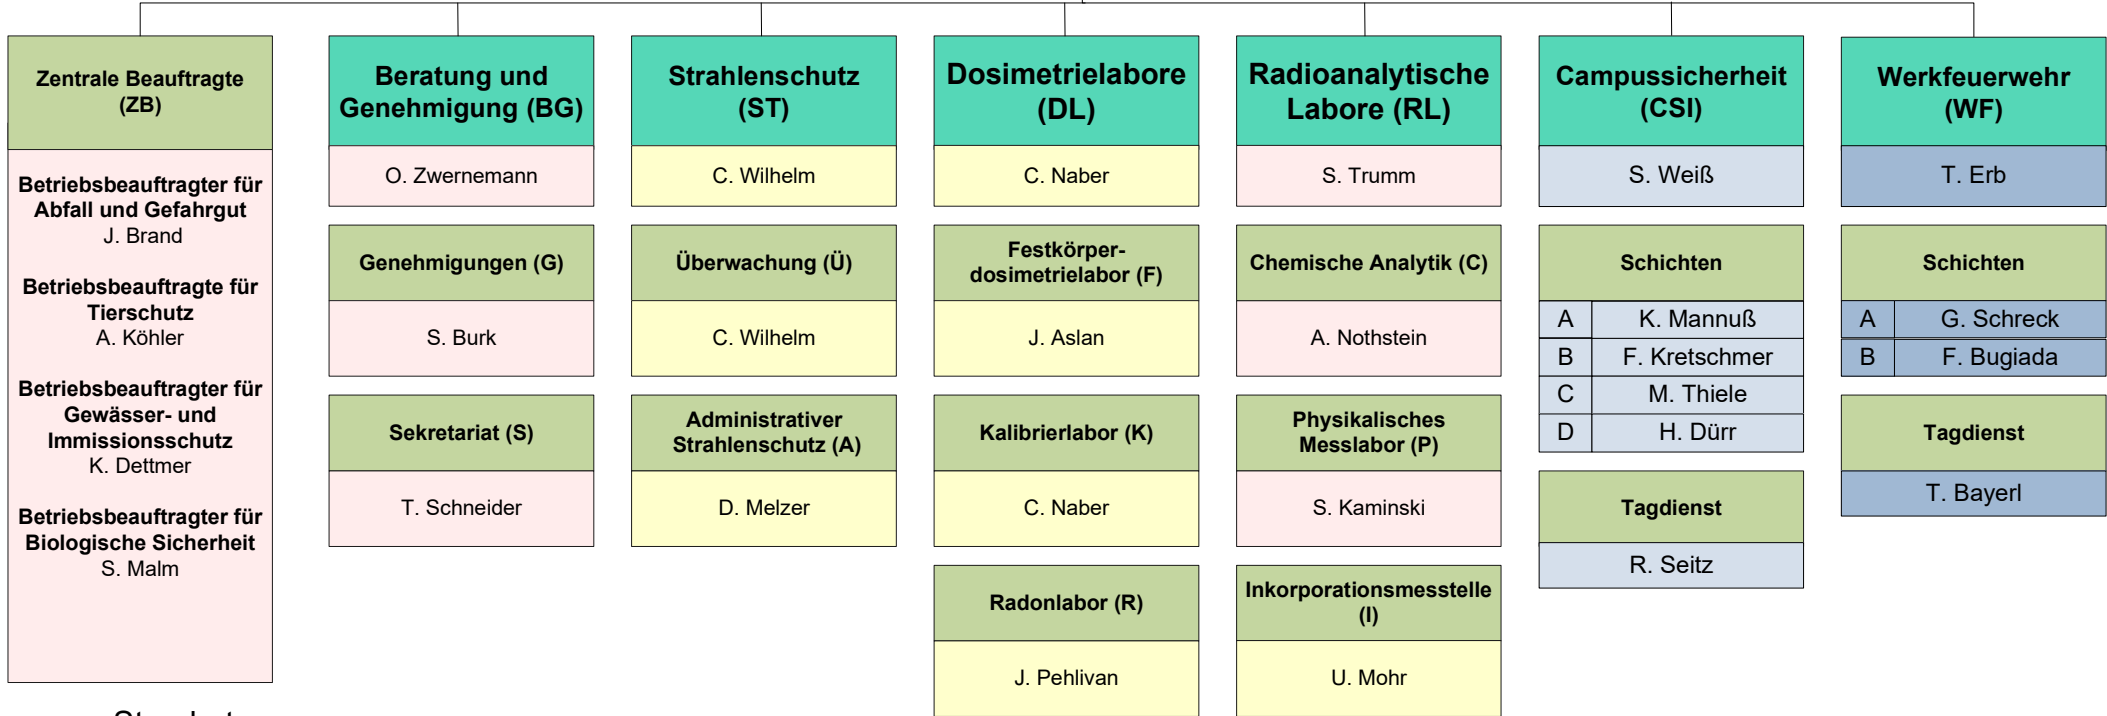 Zentrale Beauftragte
(ZB)
Betriebsbeauftragter für
Abfall und Gefahrgut
J. Brand
Betriebsbeauftragte für
Tierschutz
A. Köhler
Betriebsbeauftragter für
Gewässer- und
Immissionsschutz
K. Dettmer
Betriebsbeauftragter für
Biologische Sicherheit
S. Malm
Beratung und
Genehmigung (BG)
O. Zwernemann
Genehmigungen (G)
S. Burk
Sekretariat (S)
T. Schneider
Strahlenschutz
(ST)
C. Wilhelm
Überwachung (Ü)
C. Wilhelm
Administrativer
Strahlenschutz (A)
D. Melzer
Dosimetrielabore
(DL)
C. Naber
Festkörper-
dosimetrielabor (F)
J. Aslan
Kalibrierlabor (K)
C. Naber
Radonlabor (R)
J. Pehlivan
Radioanalytische
Labore (RL)
S. Trumm
Chemische Analytik (C)
A. Nothstein
Physikalisches
Messlabor (P)
S. Kaminski
Inkorporationsmesstelle
(I)
U. Mohr
Campussicherheit
(CSI)
S. Weiß
Schichten
A K. Mannuß
B F. Kretschmer
C M. Thiele
D H. Dürr
Tagdienst
R. Seitz
Werkfeuerwehr
(WF)
T. Erb
Schichten
A G. Schreck
B F. Bugiada
Tagdienst
T. Bayerl